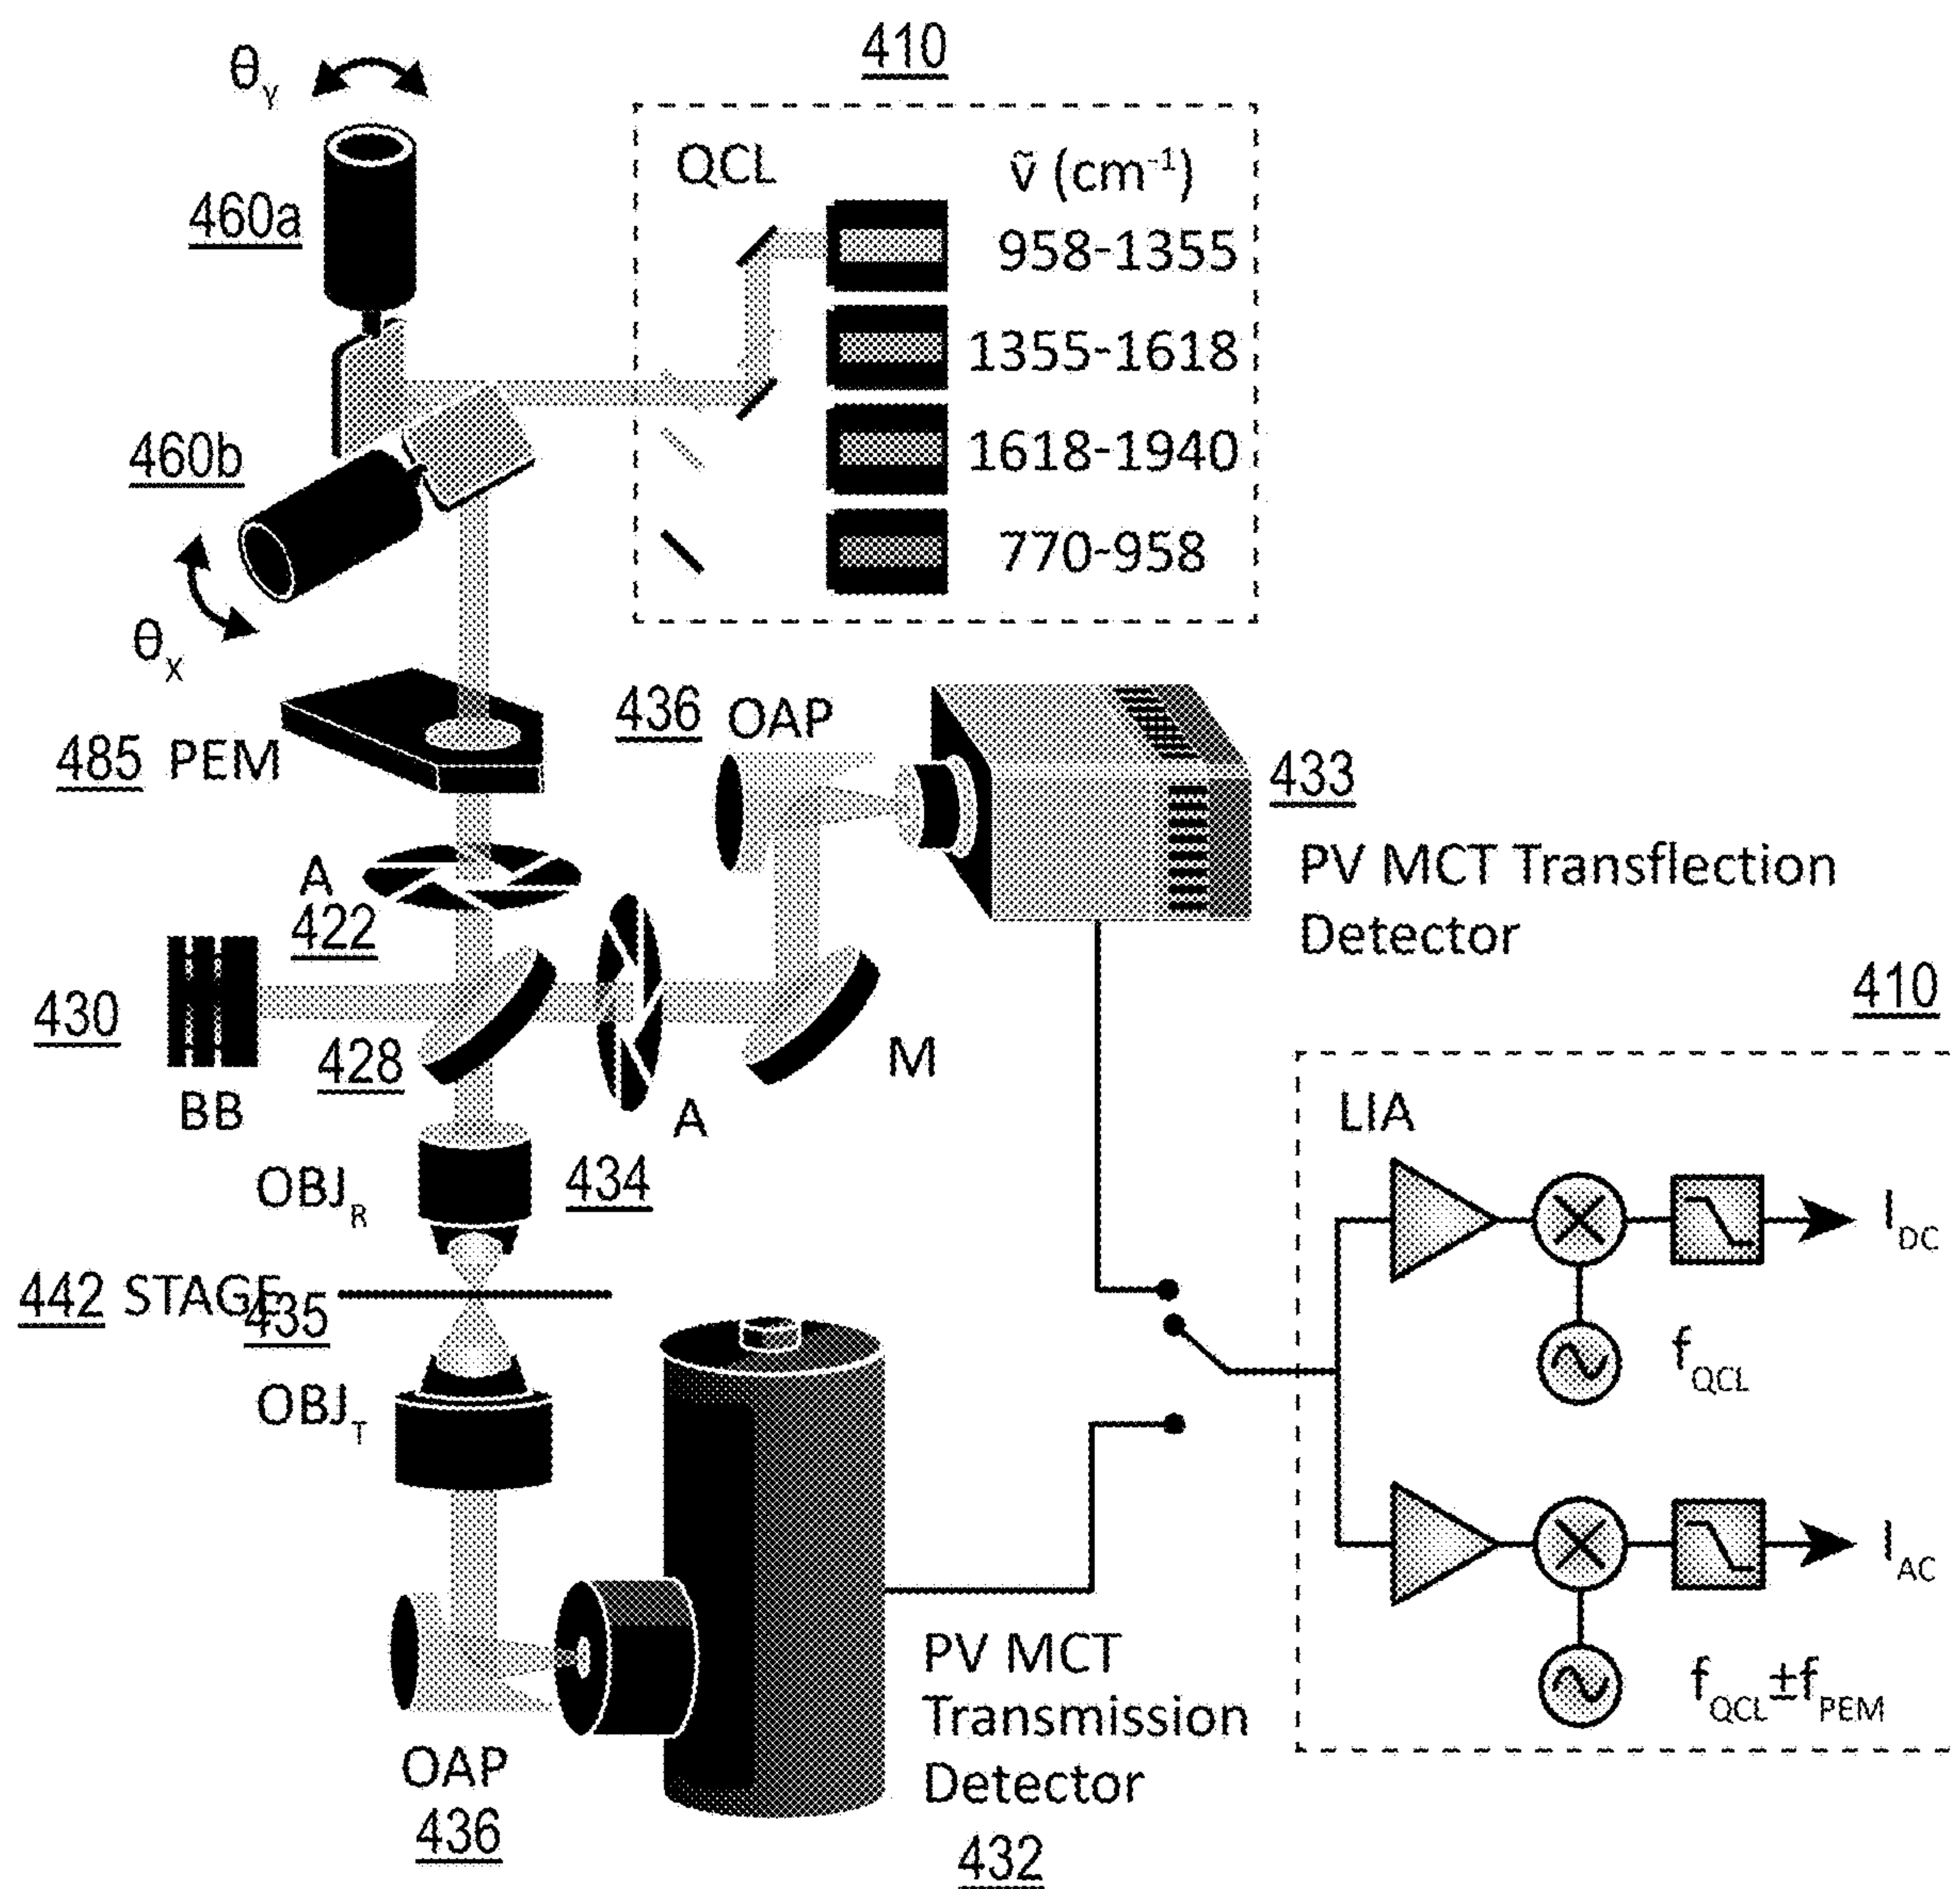 410
θY
QCL
ṽ (cm-1)
460a
958-1355
1355-1618
460b
1618-1940
770-958
θX
436 OAP
485 PEM
433
PV MCT Transflection
Detector
A
422
410
430
428
M
BB
A
LIA
OBJR
434
IDC
442 STAGE
435
fQCL
OBJT
IAC
PV MCT
Transmission
Detector
432
fQCL±fPEM
OAP
436